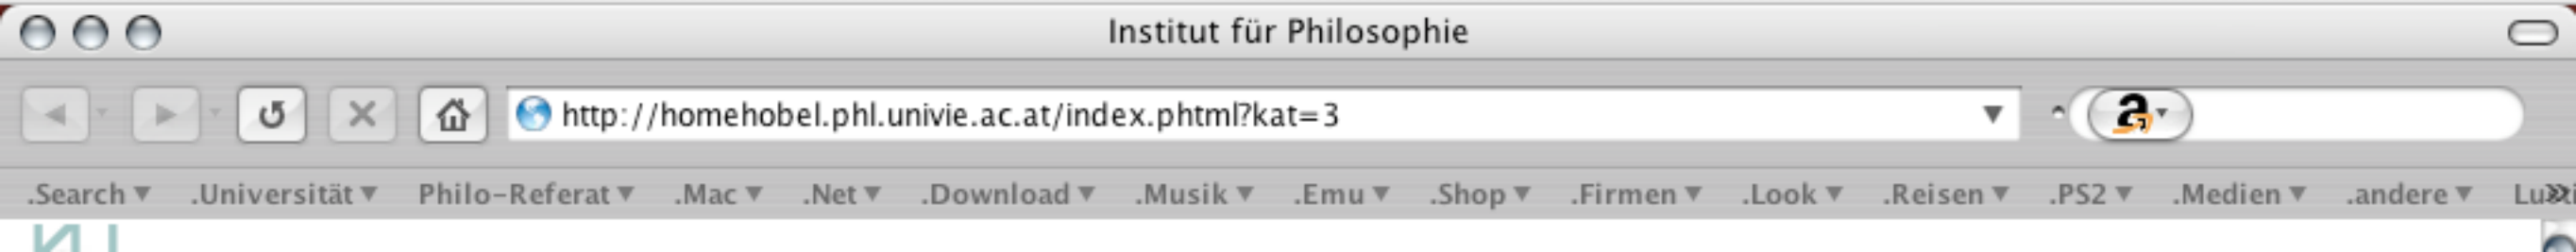 Institut für Philosophie
http://homehobel.phl.univie.ac.at/index.phtml?kat=3 a
.Search .Universität Philo-Referat .Mac .Net .Download .Musik .Emu .Shop .Firmen .Look .Reisen .PS2 .Medien .andere